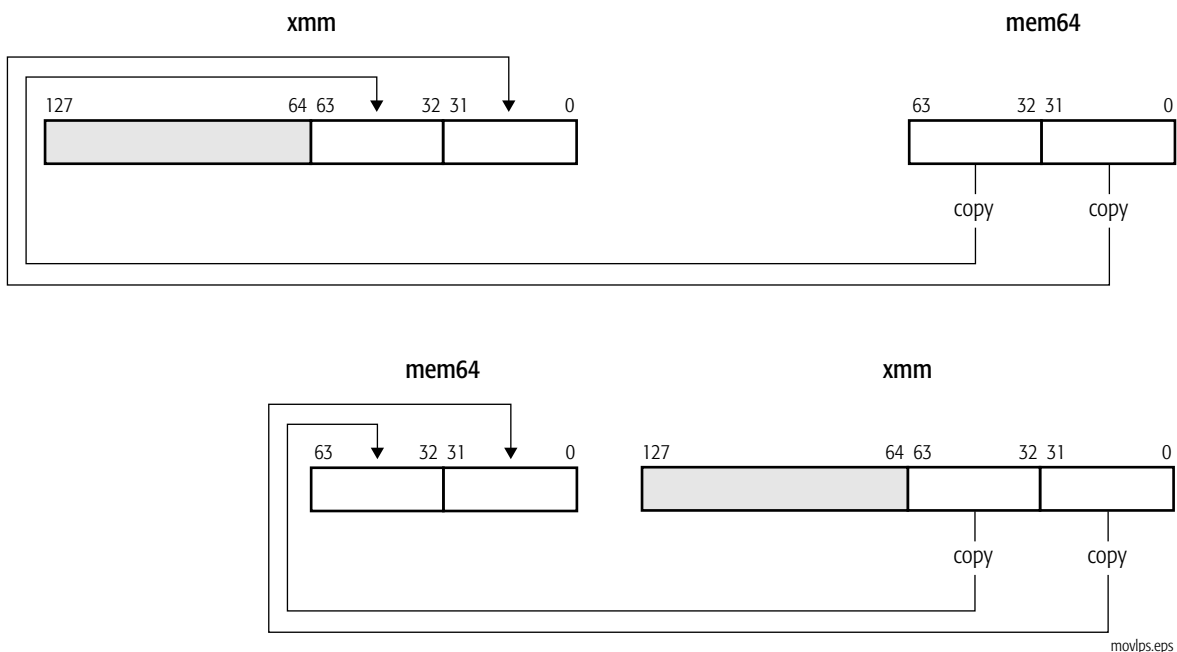 xmm mem64
127 64 63 32 31 0 63 32 31 0
copy copy
mem64 xmm
63 32 31 0 127 64 63 32 31 0
copy copy
movlps.eps